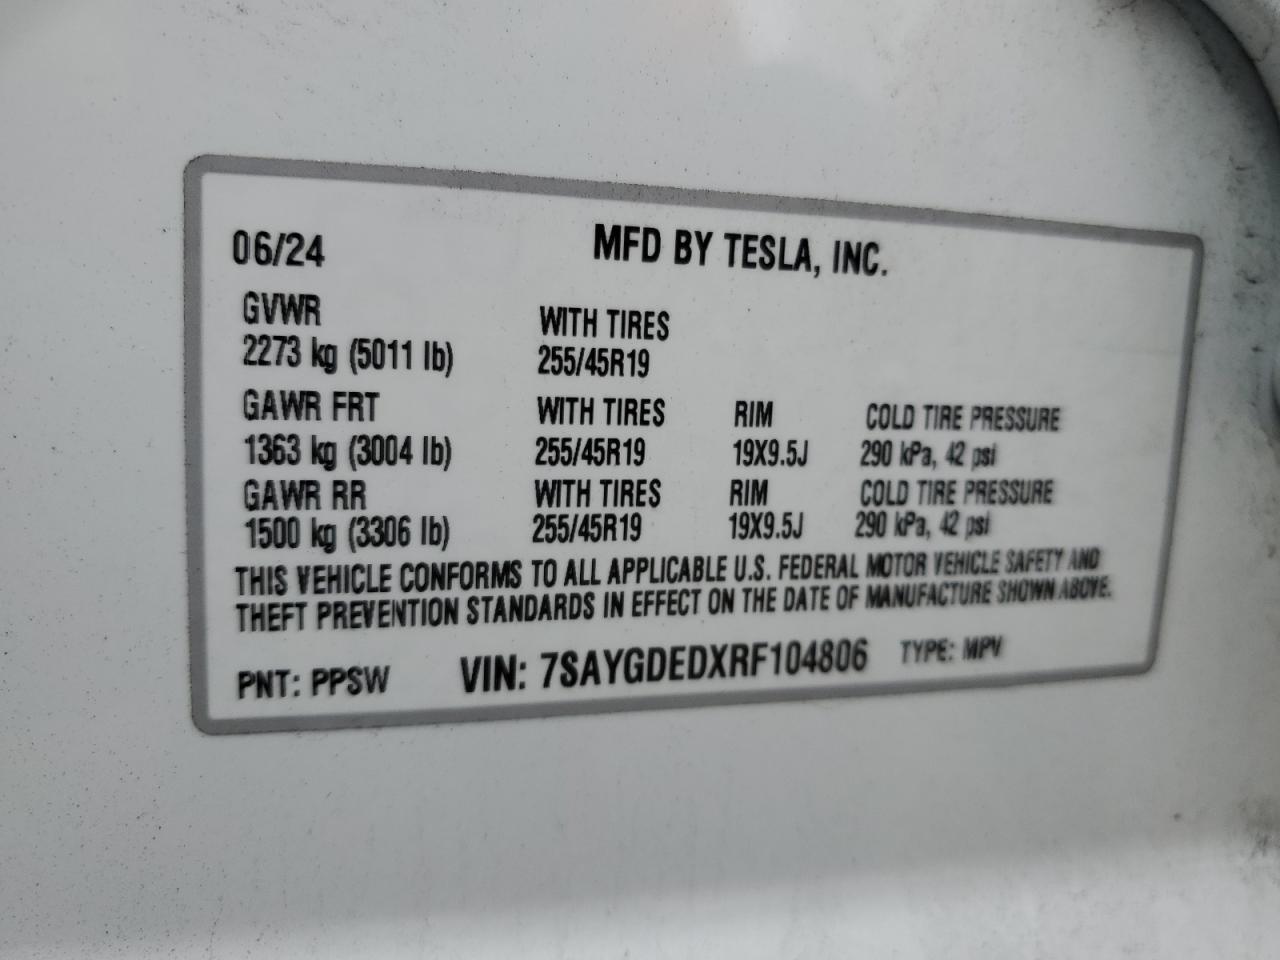 06/24 MFD BY TESLA, INC.
GVWR WITH TIRES
2273 kg (5011 lb) 255/45R19
GAWR FRT WITH TIRES RIM COLD TIRE PRESSURE
1363 kg (3004 lb) 255/45R19 19X9.5J 290 kPa, 42 psi
GAWR RR WITH TIRES RIM COLD TIRE PRESSURE
1500 kg (3306 lb) 255/45R19 19X9.5J 290 kPa, 42 psi
THIS VEHICLE CONFORMS TO ALL APPLICABLE U.S. FEDERAL MOTOR VEHICLE SAFETY AND
THEFT PREVENTION STANDARDS IN EFFECT ON THE DATE OF MANUFACTURE SHOWN ABOVE.
PNT: PPSW VIN: 7SAYGDEDXRF104806 TYPE: MPV